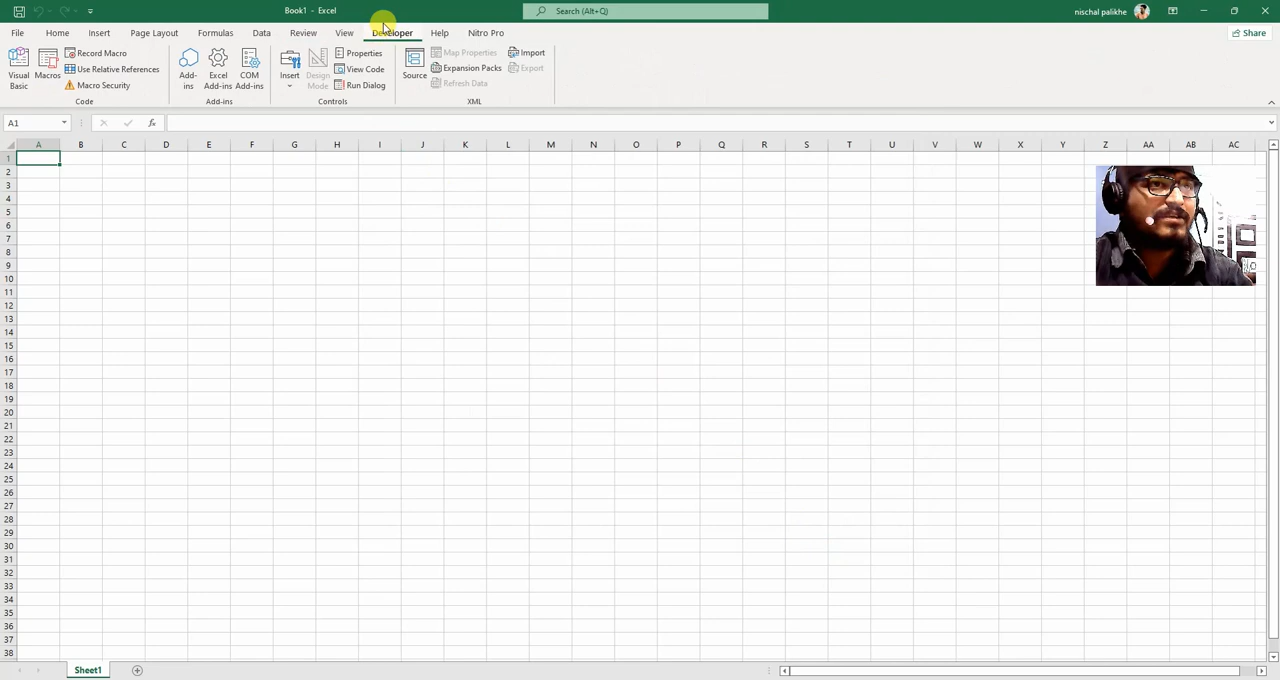 Book1 - Excel
Search (Alt+Q)
nischal palikhe
File Home Insert Page Layout Formulas Data Review View Developer Help Nitro Pro
Share
Visual Basic
Macros
Record Macro
Use Relative References
Macro Security
Code
Add-ins
Excel Add-ins
COM Add-ins
Add-ins
Insert
Design Mode
Properties
View Code
Run Dialog
Controls
Source
Map Properties
Expansion Packs
Refresh Data
Import
Export
XML
A1
fx
A B C D E F G H I J K L M N O P Q R S T U V W X Y Z AA AB AC
1
2
3
4
5
6
7
8
9
10
11
12
13
14
15
16
17
18
19
20
21
22
23
24
25
26
27
28
29
30
31
32
33
34
35
36
37
38
Sheet1